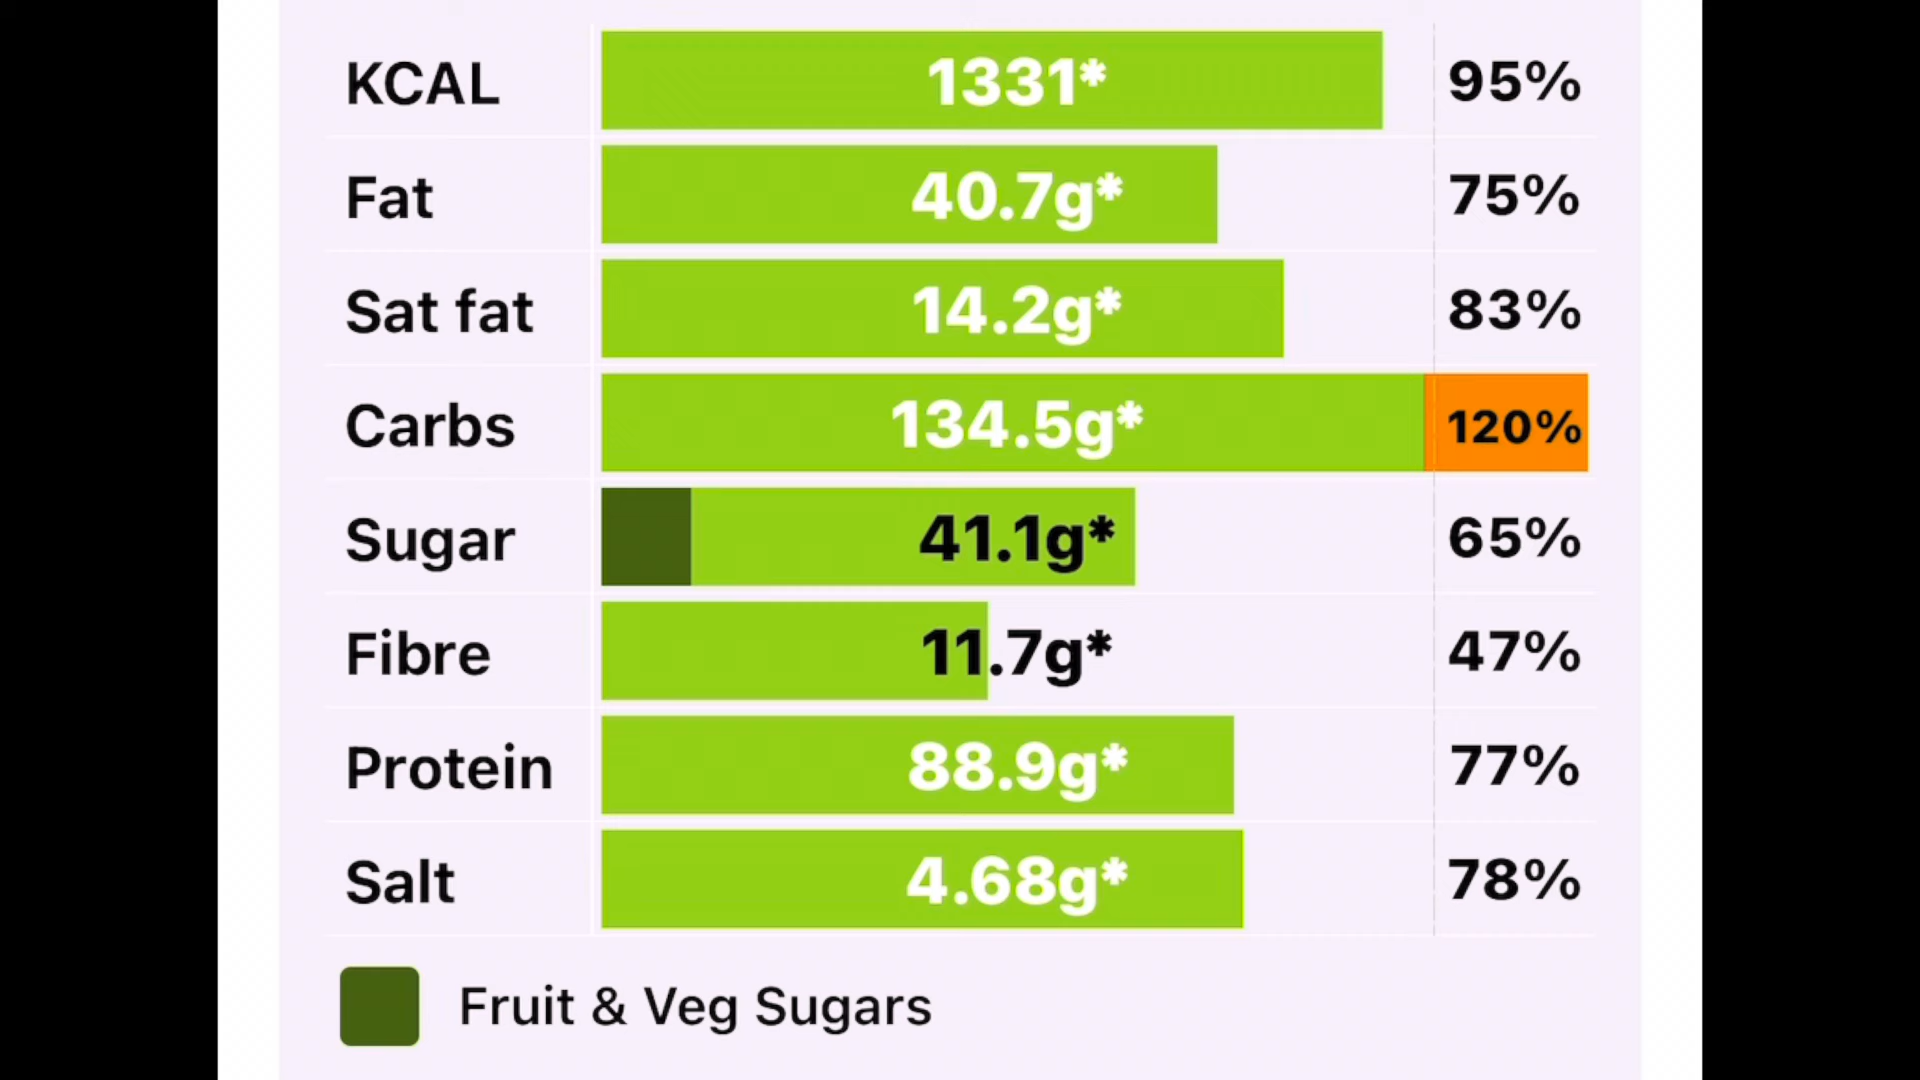 KCAL 1331* 95%
Fat 40.7g* 75%
Sat fat 14.2g* 83%
Carbs 134.5g* 120%
Sugar 41.1g* 65%
Fibre 11.7g* 47%
Protein 88.9g* 77%
Salt 4.68g* 78%
Fruit & Veg Sugars